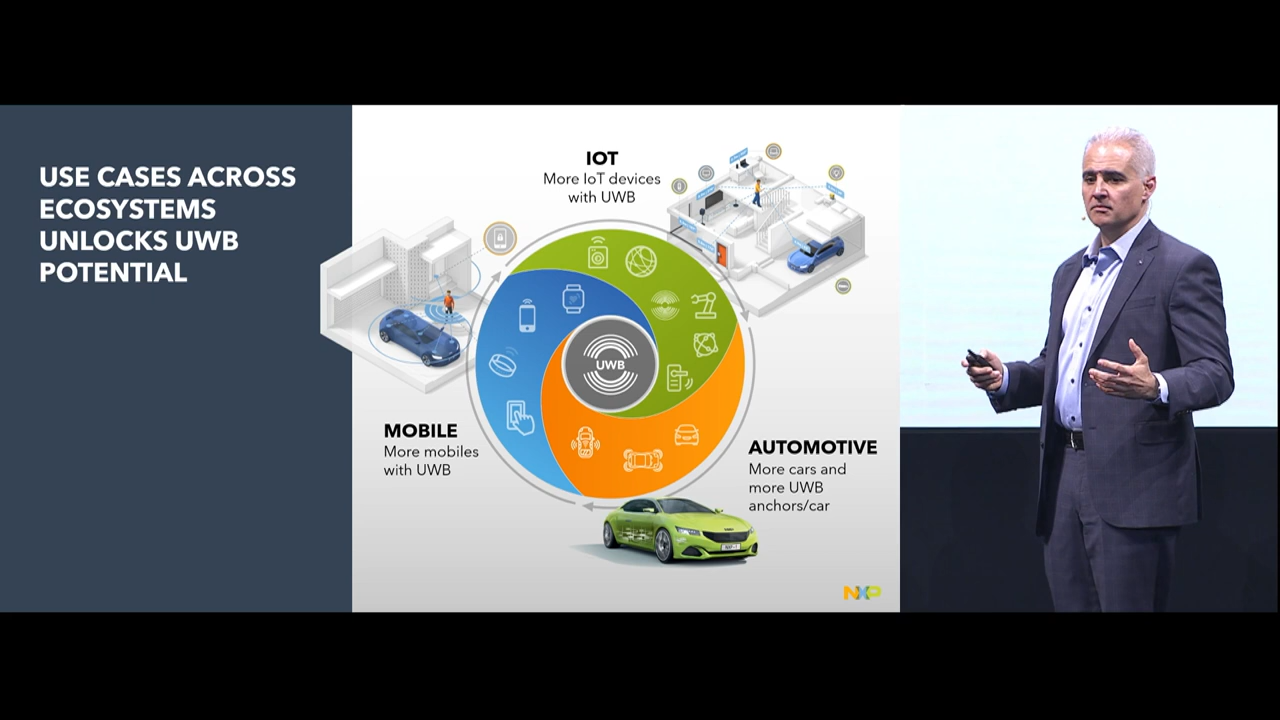 USE CASES ACROSS
ECOSYSTEMS
UNLOCKS UWB
POTENTIAL
IOT
More IoT devices
with UWB
UWB
MOBILE
More mobiles
with UWB
AUTOMOTIVE
More cars and
more UWB
anchors/car
NXP